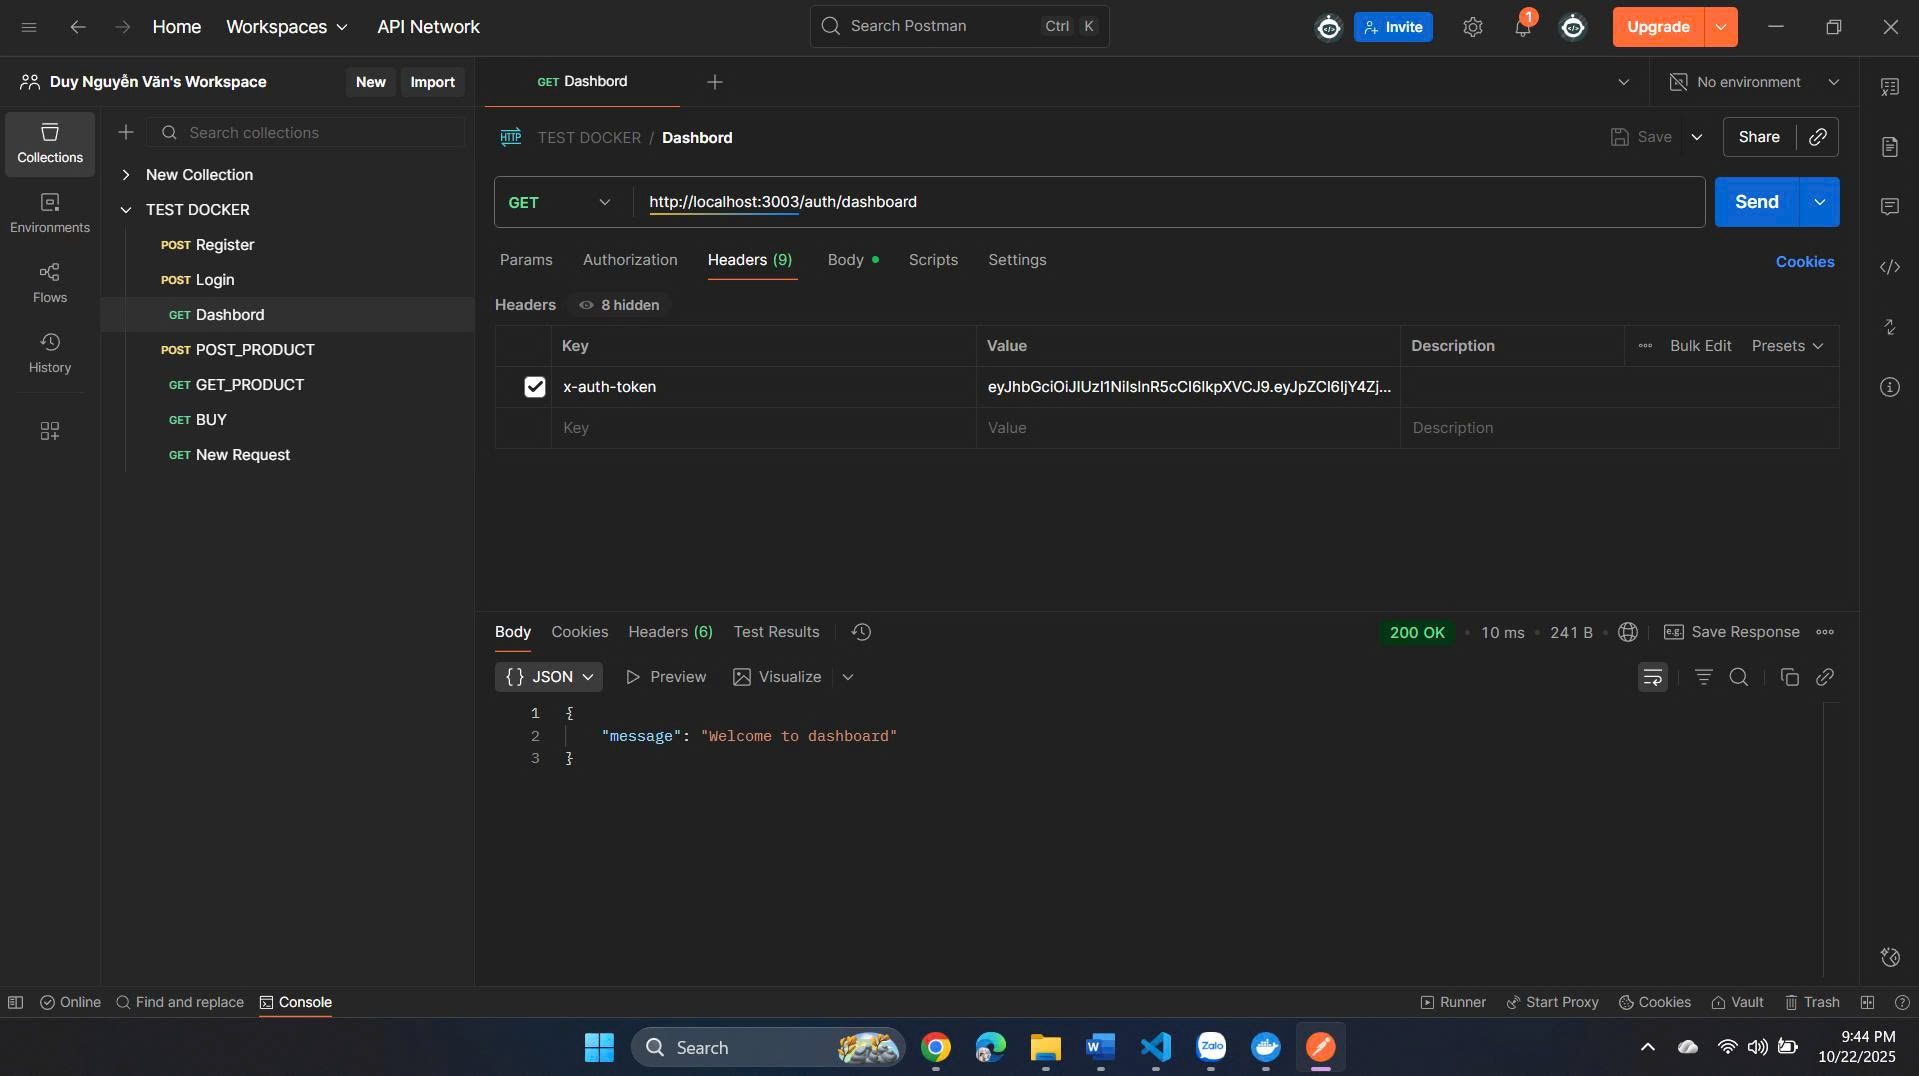 Home
Workspaces
API Network
Search Postman
Ctrl
K
Invite
1
Upgrade
Duy Nguyễn Văn's Workspace
New
Import
GET Dashbord
No environment
Collections
Environments
Flows
History
Search collections
New Collection
TEST DOCKER
POST Register
POST Login
GET Dashbord
POST POST_PRODUCT
GET GET_PRODUCT
GET BUY
GET New Request
HTTP
TEST DOCKER / Dashbord
Save
Share
GET
http://localhost:3003/auth/dashboard
Send
Params
Authorization
Headers (9)
Body
Scripts
Settings
Cookies
Headers
8 hidden
Key
Value
Description
Bulk Edit
Presets
x-auth-token
eyJhbGciOiJIUzI1NiIsInR5cCI6IkpXVCJ9.eyJpZCI6IjY4Zj...
Key
Value
Description
Body
Cookies
Headers (6)
Test Results
200 OK
10 ms
241 B
e.g.
Save Response
{} JSON
Preview
Visualize
1 {
2 "message": "Welcome to dashboard"
3 }
Online
Find and replace
Console
Runner
Start Proxy
Cookies
Vault
Trash
Search
Zalo
9:44 PM
10/22/2025